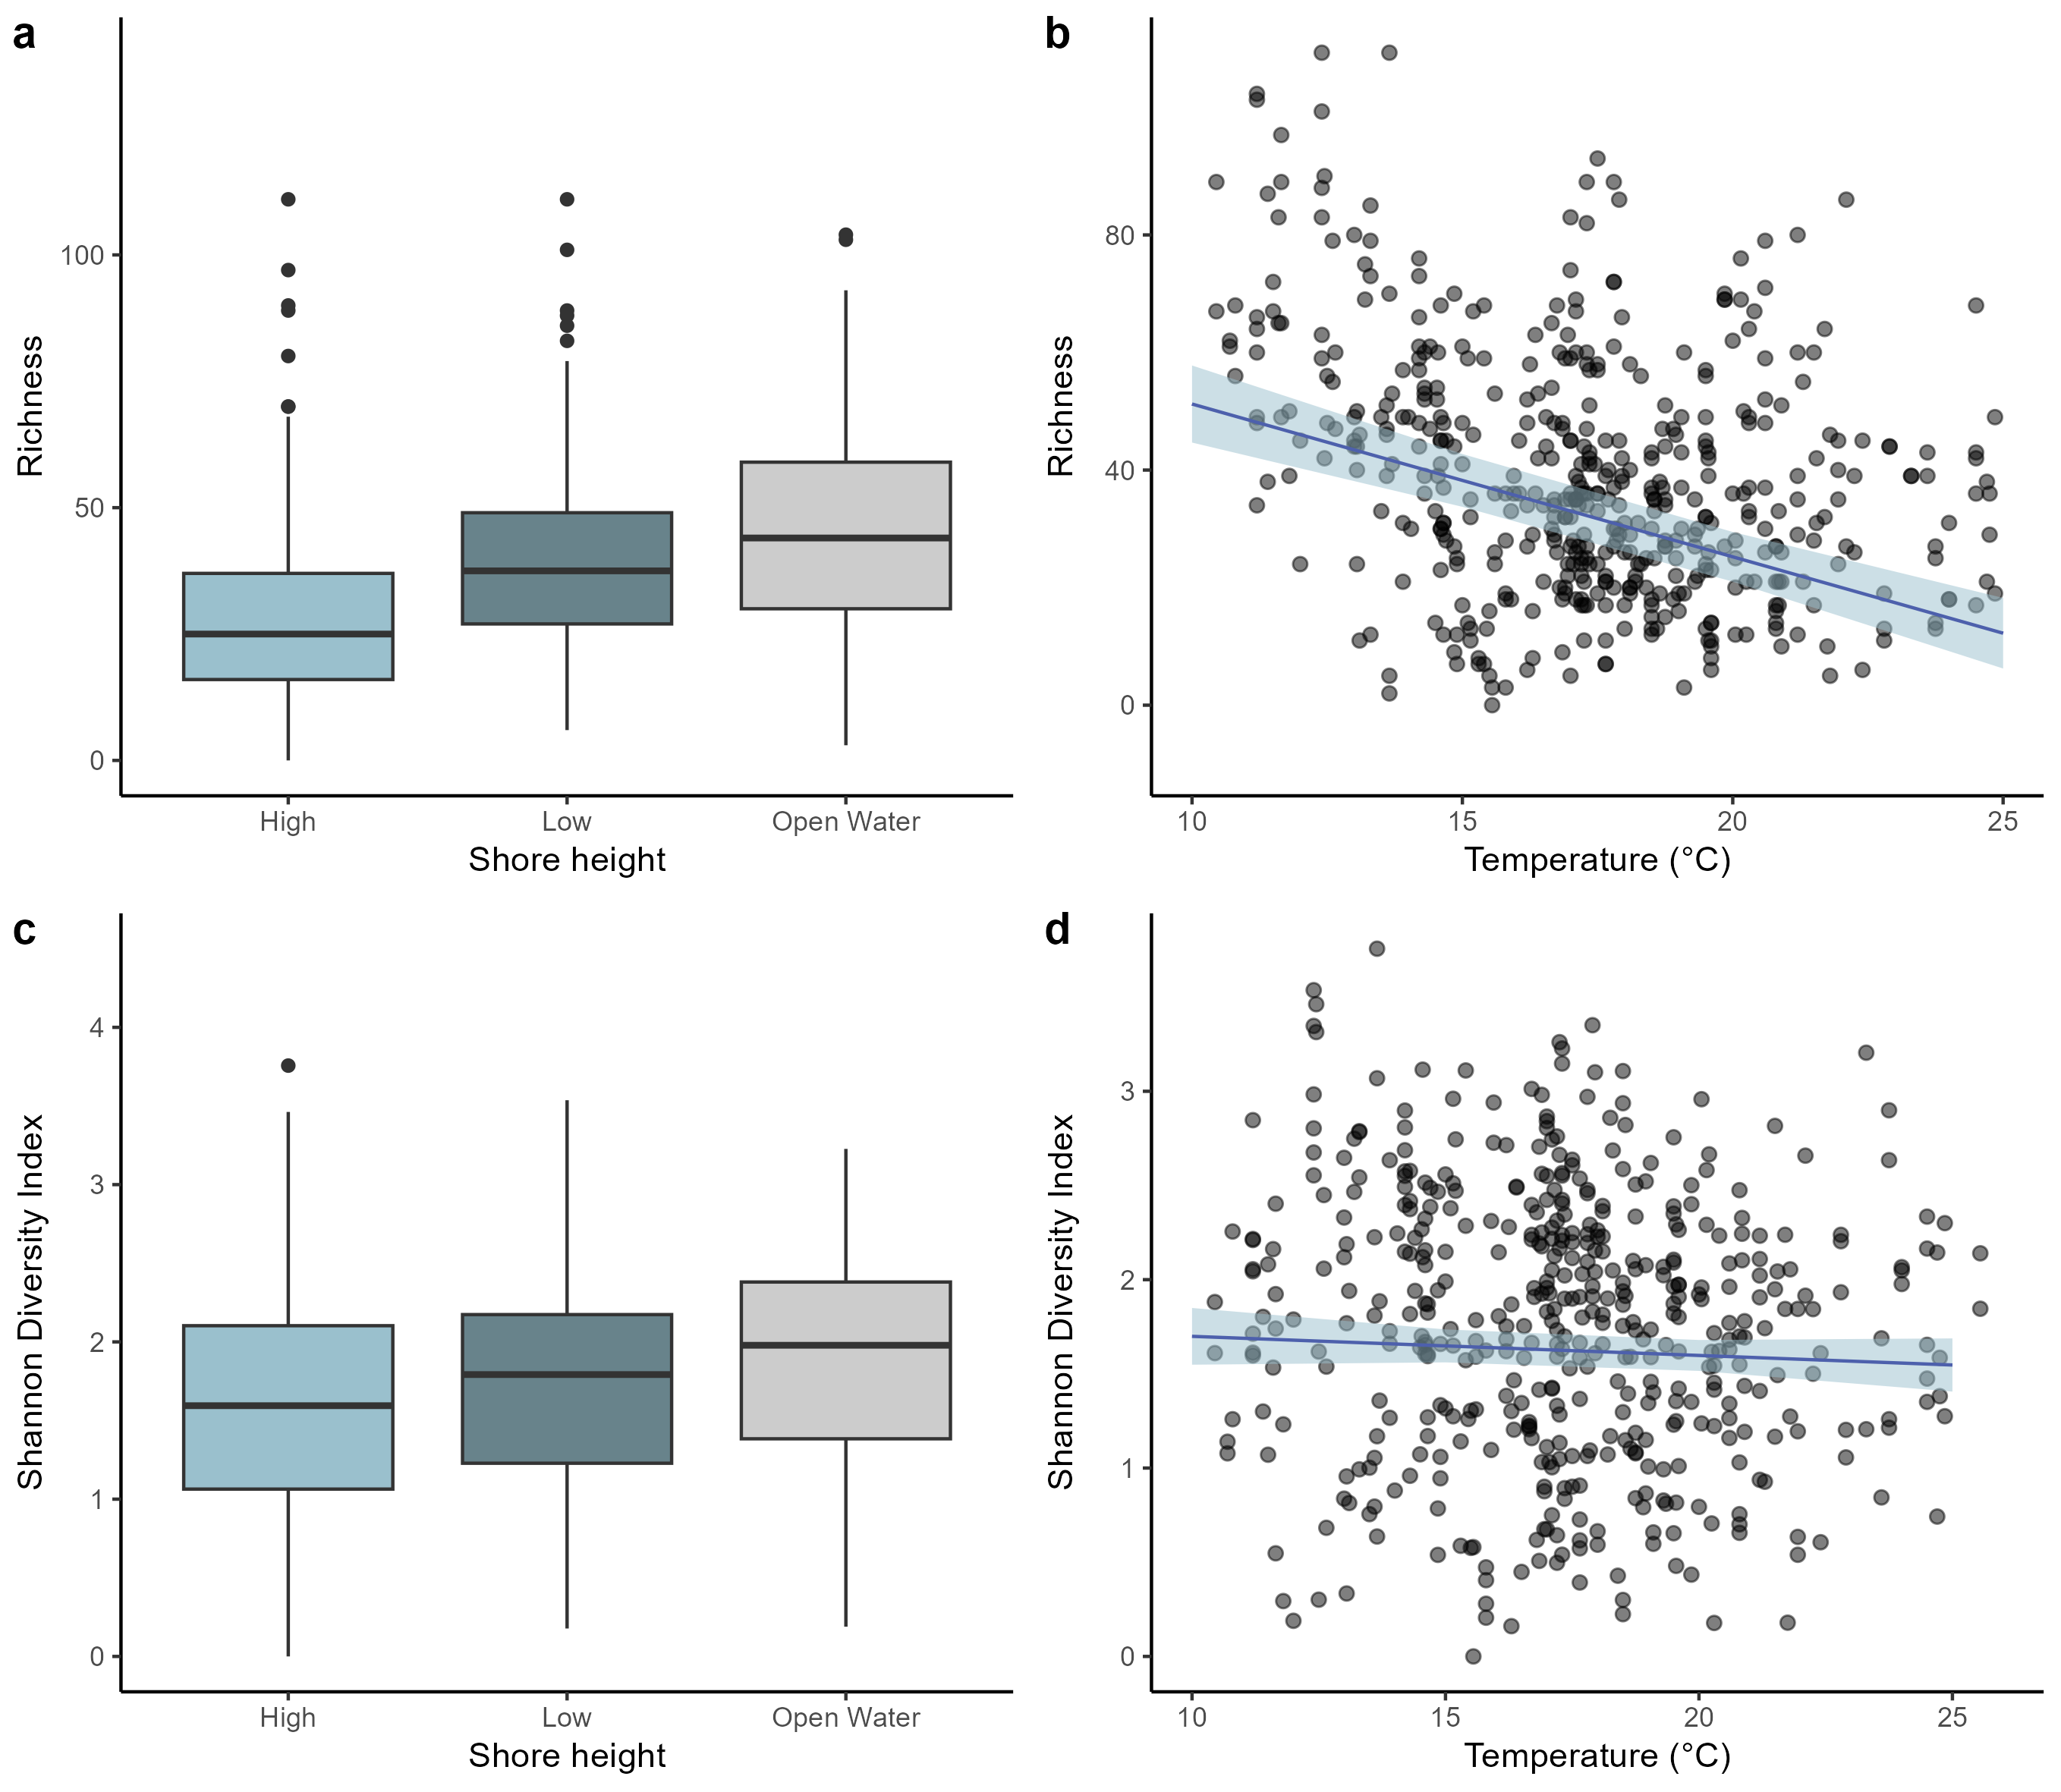 a
100
50
0
Richness
High Low Open Water
Shore height
b
80
40
0
Richness
10 15 20 25
Temperature (°C)
c
4
3
2
1
0
Shannon Diversity Index
High Low Open Water
Shore height
d
3
2
1
0
Shannon Diversity Index
10 15 20 25
Temperature (°C)